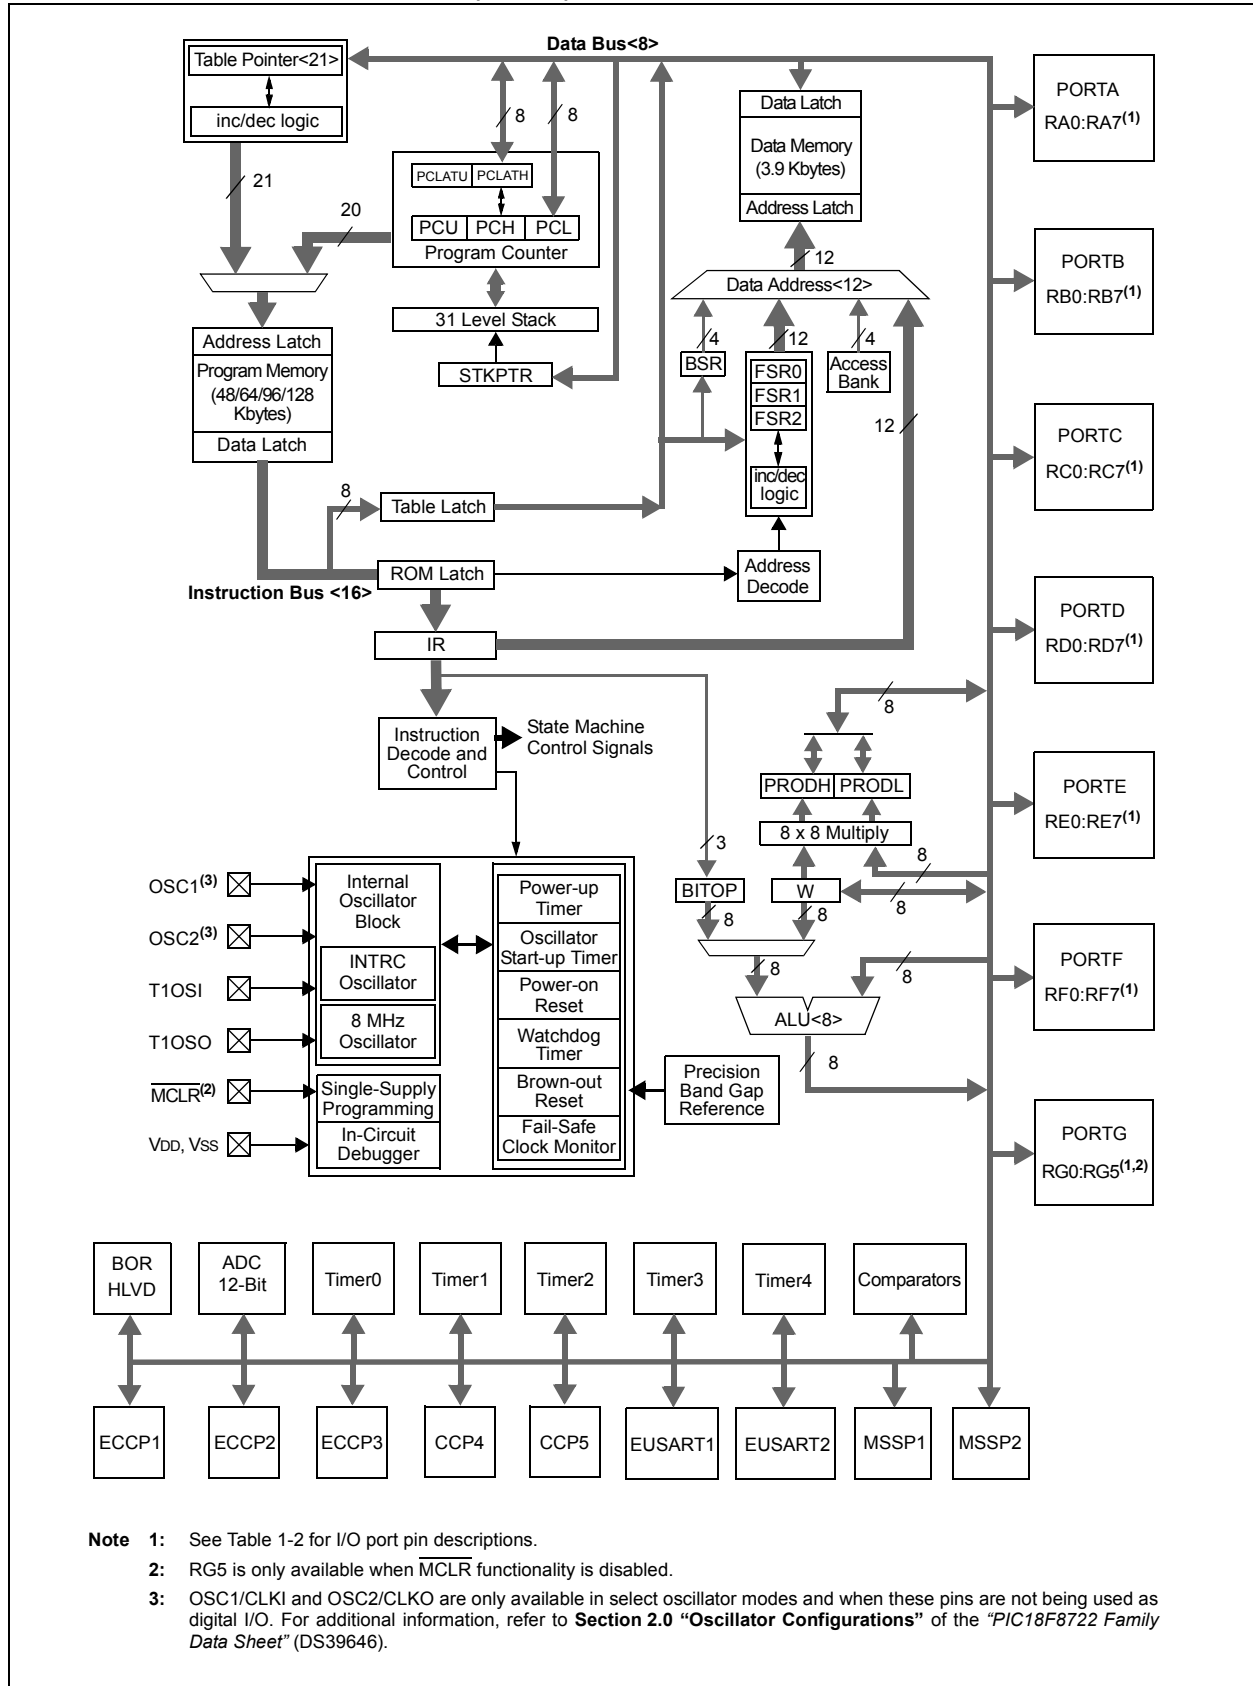 Data Bus<8>
Table Pointer<21>
inc/dec logic
21
20
8
8
PCLATU PCLATH
PCU PCH PCL
Program Counter
31 Level Stack
STKPTR
Address Latch
Program Memory
(48/64/96/128
Kbytes)
Data Latch
8
Table Latch
ROM Latch
Instruction Bus <16>
IR
Data Latch
Data Memory
(3.9 Kbytes)
Address Latch
12
Data Address<12>
4
12
4
BSR
FSR0
FSR1
FSR2
inc/dec
logic
Access
Bank
12
Address
Decode
Instruction
Decode and
Control
State Machine
Control Signals
8
PRODH PRODL
8 x 8 Multiply
3
8
BITOP
W
8
8
8
8
8
ALU<8>
8
OSC1(3)
OSC2(3)
T1OSI
T1OSO
MCLR(2)
VDD, VSS
Internal
Oscillator
Block
INTRC
Oscillator
8 MHz
Oscillator
Single-Supply
Programming
In-Circuit
Debugger
Power-up
Timer
Oscillator
Start-up Timer
Power-on
Reset
Watchdog
Timer
Brown-out
Reset
Fail-Safe
Clock Monitor
Precision
Band Gap
Reference
PORTA
RA0:RA7(1)
PORTB
RB0:RB7(1)
PORTC
RC0:RC7(1)
PORTD
RD0:RD7(1)
PORTE
RE0:RE7(1)
PORTF
RF0:RF7(1)
PORTG
RG0:RG5(1,2)
BOR
HLVD
ADC
12-Bit
Timer0
Timer1
Timer2
Timer3
Timer4
Comparators
ECCP1
ECCP2
ECCP3
CCP4
CCP5
EUSART1
EUSART2
MSSP1
MSSP2
Note 1: See Table 1-2 for I/O port pin descriptions.
2: RG5 is only available when MCLR functionality is disabled.
3: OSC1/CLKI and OSC2/CLKO are only available in select oscillator modes and when these pins are not being used as
digital I/O. For additional information, refer to Section 2.0 “Oscillator Configurations” of the “PIC18F8722 Family
Data Sheet” (DS39646).